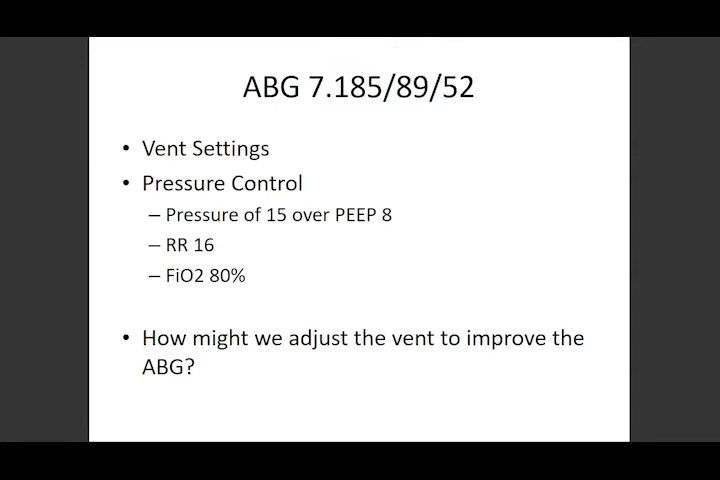 ABG 7.185/89/52
• Vent Settings
• Pressure Control
– Pressure of 15 over PEEP 8
– RR 16
– FiO2 80%
• How might we adjust the vent to improve the
ABG?